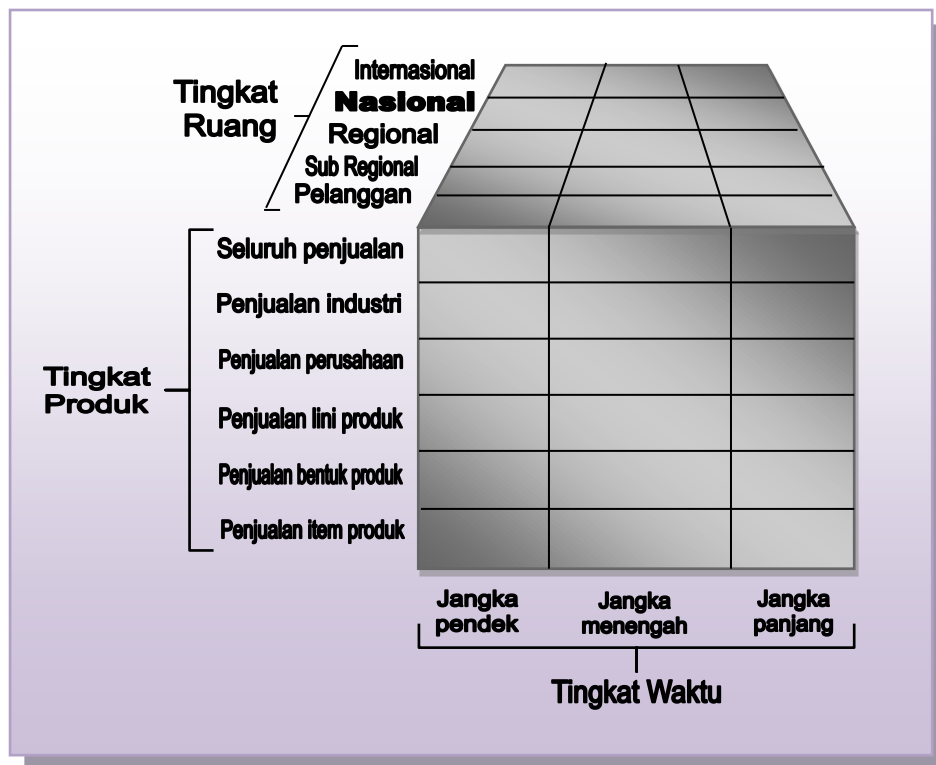 Tingkat
Ruang
Internasional
Nasional
Regional
Sub Regional
Pelanggan
Tingkat
Produk
Seluruh penjualan
Penjualan industri
Penjualan perusahaan
Penjualan lini produk
Penjualan bentuk produk
Penjualan item produk
Jangka
pendek
Jangka
menengah
Jangka
panjang
Tingkat Waktu